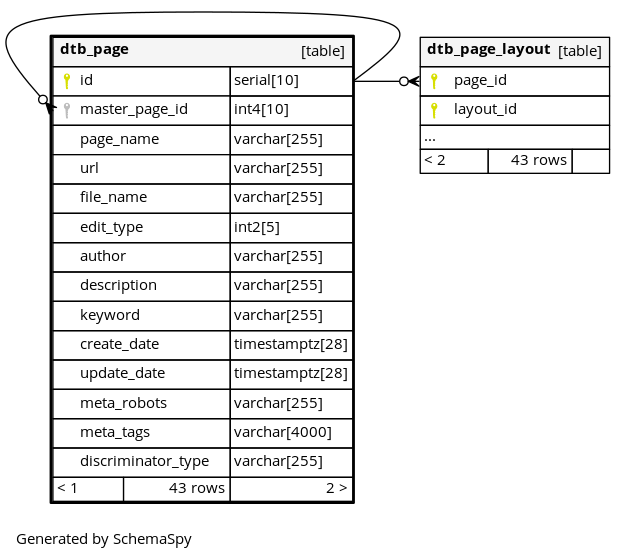 dtb_page [table]
id serial[10]
master_page_id int4[10]
page_name varchar[255]
url varchar[255]
file_name varchar[255]
edit_type int2[5]
author varchar[255]
description varchar[255]
keyword varchar[255]
create_date timestamptz[28]
update_date timestamptz[28]
meta_robots varchar[255]
meta_tags varchar[4000]
discriminator_type varchar[255]
< 1 43 rows 2 >
dtb_page_layout [table]
page_id
layout_id
...
< 2 43 rows
Generated by SchemaSpy